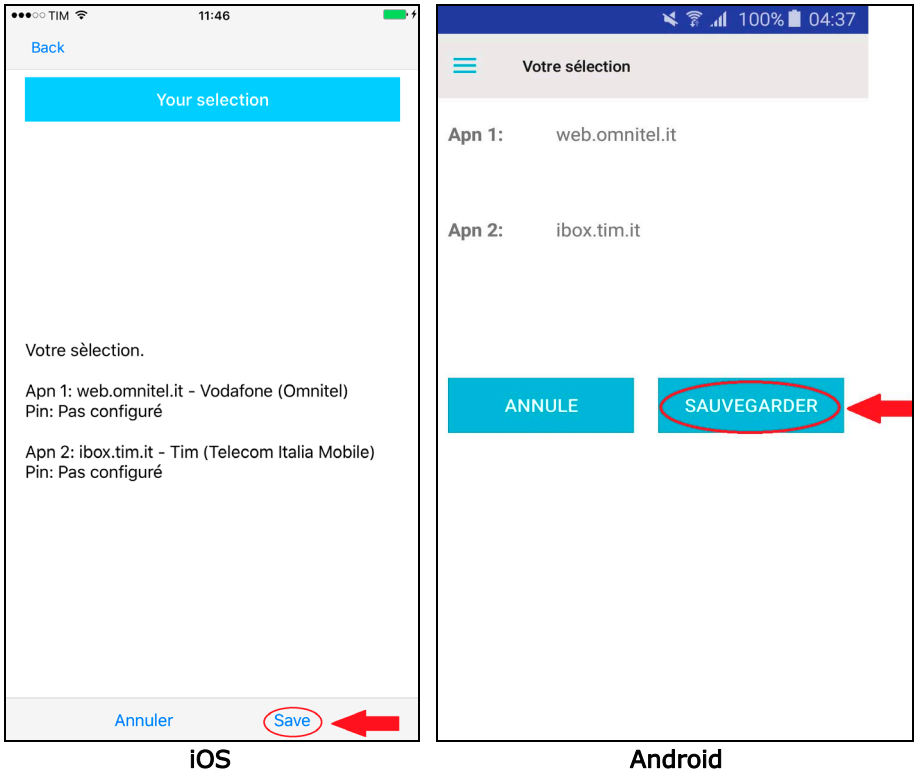 TIM
11:46
Back
Your selection
Votre sèlection.
Apn 1: web.omnitel.it - Vodafone (Omnitel)
Pin: Pas configuré
Apn 2: ibox.tim.it - Tim (Telecom Italia Mobile)
Pin: Pas configuré
Annuler
Save
iOS
100%
04:37
Votre sélection
Apn 1:
web.omnitel.it
Apn 2:
ibox.tim.it
ANNULE
SAUVEGARDER
Android